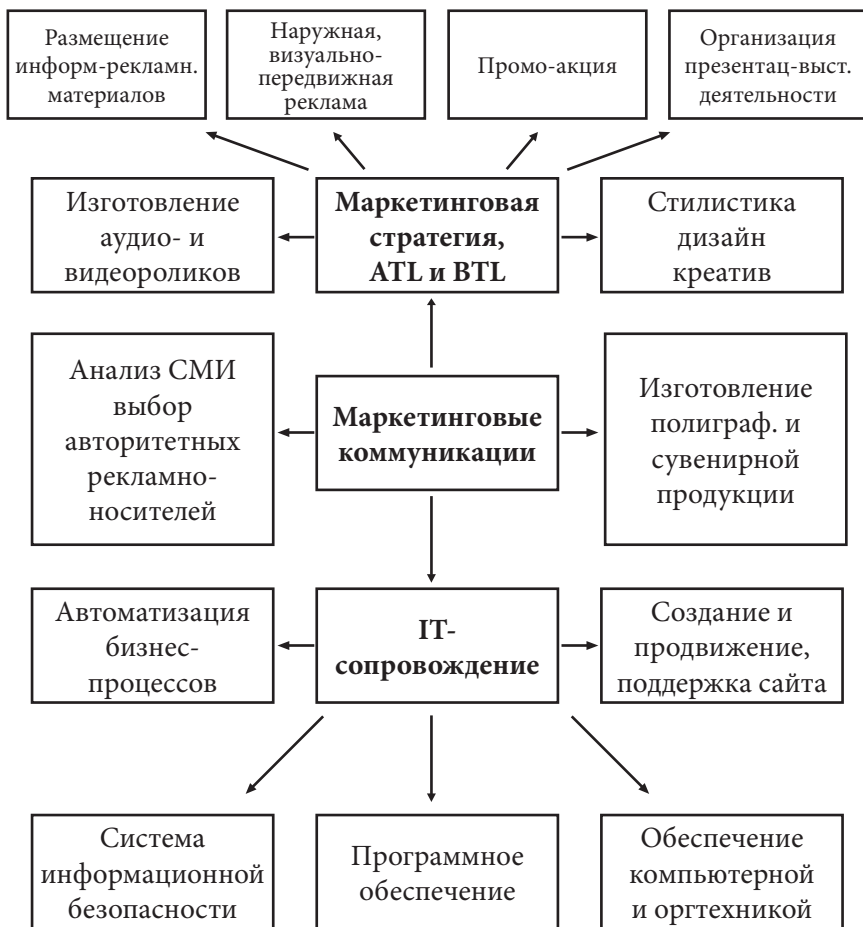 Размещение
информ-рекламн.
материалов
Наружная,
визуально-
передвижная
реклама
Промо-акция
Организация
презентац-выст.
деятельности
Изготовление
аудио- и
видеороликов
Маркетинговая
стратегия,
ATL и BTL
Стилистика
дизайн
креатив
Анализ СМИ
выбор
авторитетных
рекламно-
носителей
Маркетинговые
коммуникации
Изготовление
полиграф. и
сувенирной
продукции
Автоматизация
бизнес-
процессов
IT-
сопровождение
Создание и
продвижение,
поддержка сайта
Система
информационной
безопасности
Программное
обеспечение
Обеспечение
компьютерной
и оргтехникой